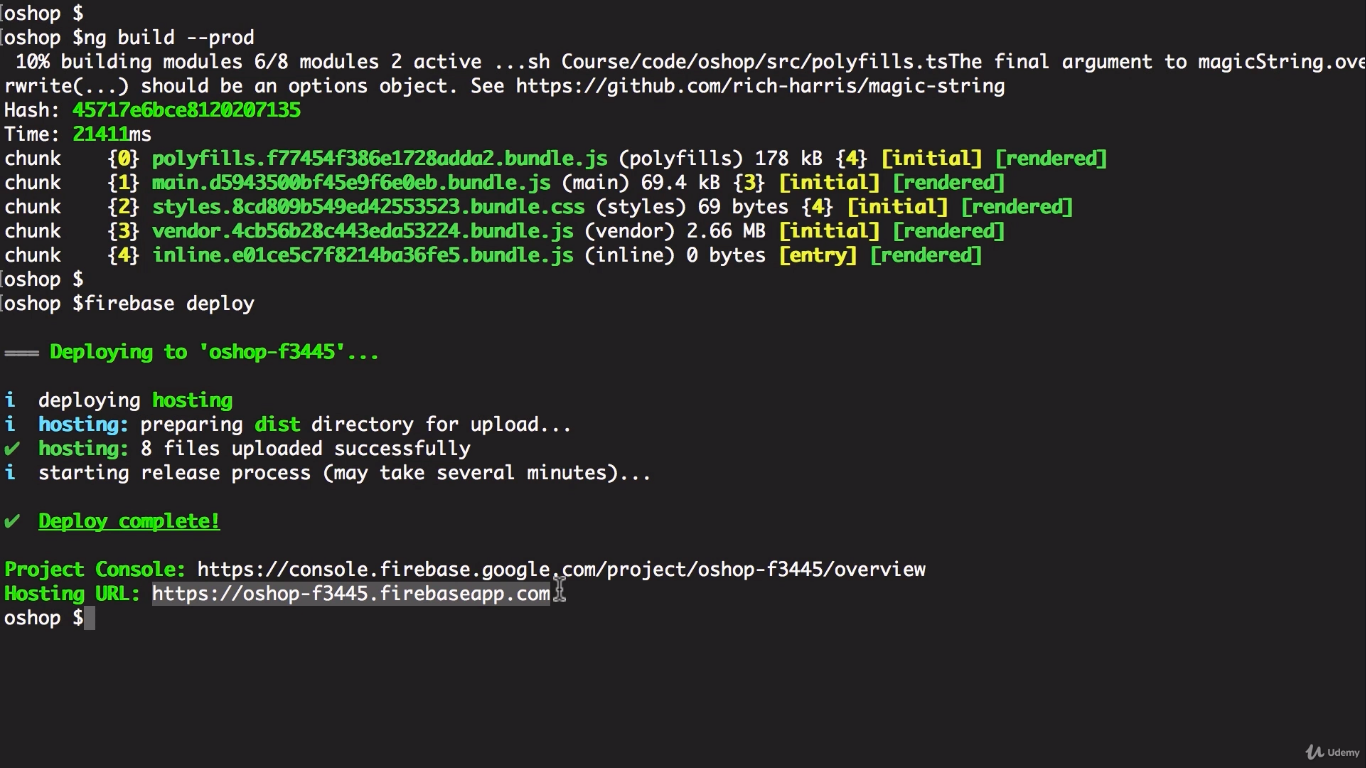 oshop $
oshop $ng build --prod
10% building modules 6/8 modules 2 active ...sh Course/code/oshop/src/polyfills.tsThe final argument to magicString.ove
rwrite(...) should be an options object. See https://github.com/rich-harris/magic-string
Hash: 45717e6bce8120207135
Time: 21411ms
chunk    {0} polyfills.f77454f386e1728adda2.bundle.js (polyfills) 178 kB {4} [initial] [rendered]
chunk    {1} main.d5943500bf45e9f6e0eb.bundle.js (main) 69.4 kB {3} [initial] [rendered]
chunk    {2} styles.8cd809b549ed42553523.bundle.css (styles) 69 bytes {4} [initial] [rendered]
chunk    {3} vendor.4cb56b28c443eda53224.bundle.js (vendor) 2.66 MB [initial] [rendered]
chunk    {4} inline.e01ce5c7f8214ba36fe5.bundle.js (inline) 0 bytes [entry] [rendered]
oshop $
oshop $firebase deploy
=== Deploying to 'oshop-f3445'...
i  deploying hosting
i  hosting: preparing dist directory for upload...
✔  hosting: 8 files uploaded successfully
i  starting release process (may take several minutes)...
✔  Deploy complete!
Project Console: https://console.firebase.google.com/project/oshop-f3445/overview
Hosting URL: https://oshop-f3445.firebaseapp.com
oshop $
Udemy